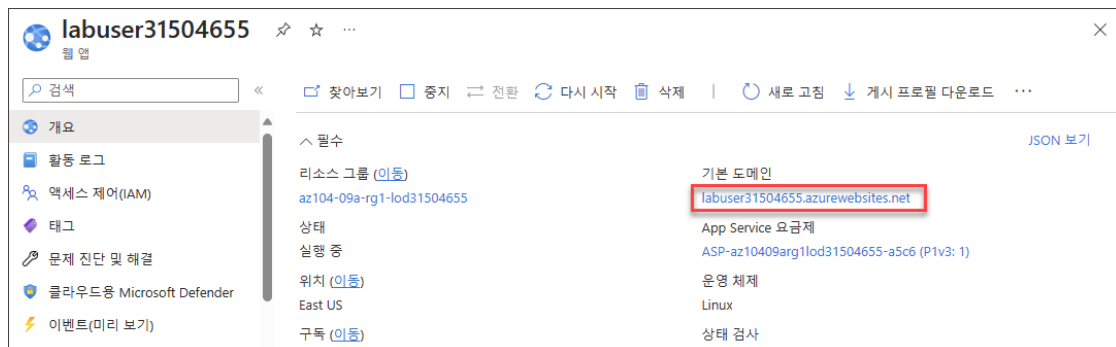 labuser31504655
웹 앱
검색
찾아보기 중지 전환 다시 시작 삭제 새로 고침 게시 프로필 다운로드
개요
활동 로그
액세스 제어(IAM)
태그
문제 진단 및 해결
클라우드용 Microsoft Defender
이벤트(미리 보기)
필수
JSON 보기
리소스 그룹 (이동)
az104-09a-rg1-lod31504655
상태
실행 중
위치 (이동)
East US
구독 (이동)
기본 도메인
labuser31504655.azurewebsites.net
App Service 요금제
ASP-az10409arg1lod31504655-a5c6 (P1v3: 1)
운영 체제
Linux
상태 검사